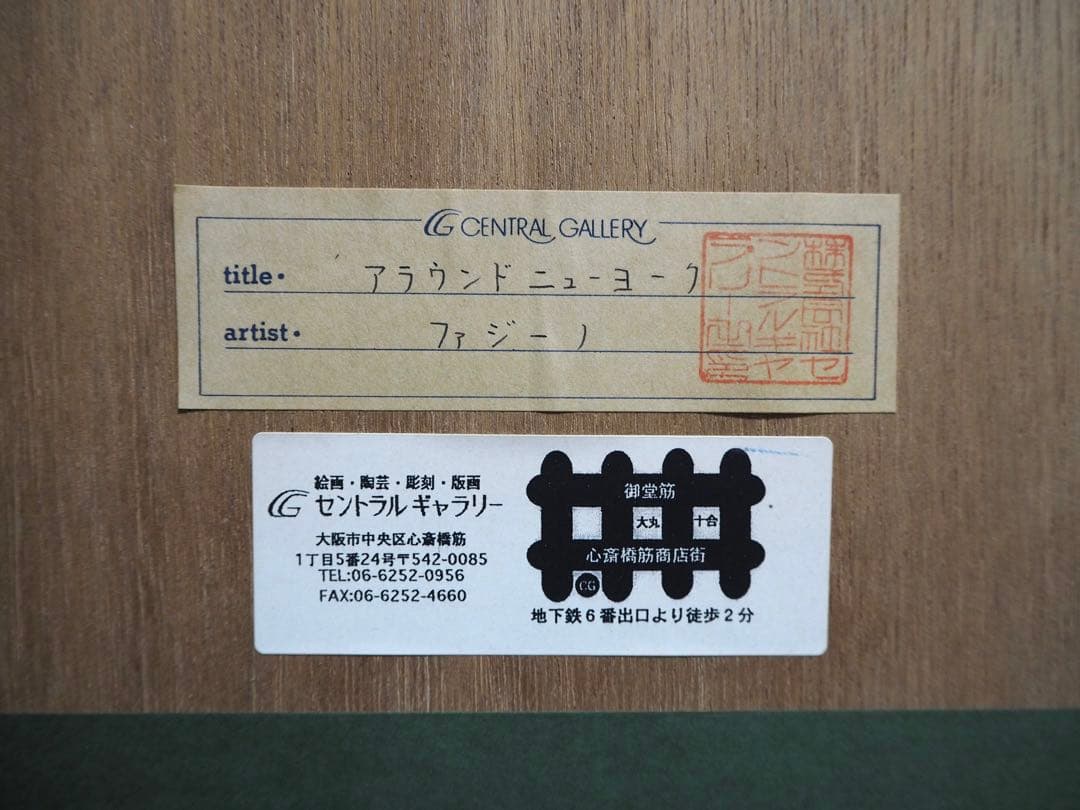 CG CENTRAL GALLERY
title・ アラウンドニューヨーク
artist・ ファジーノ
絵画・陶芸・彫刻・版画
CG セントラルギャラリー
大阪市中央区心斎橋筋
1丁目5番24号〒542-0085
TEL:06-6252-0956
FAX:06-6252-4660
御堂筋
大丸 十合
心斎橋筋商店街
CG
地下鉄6番出口より徒歩2分